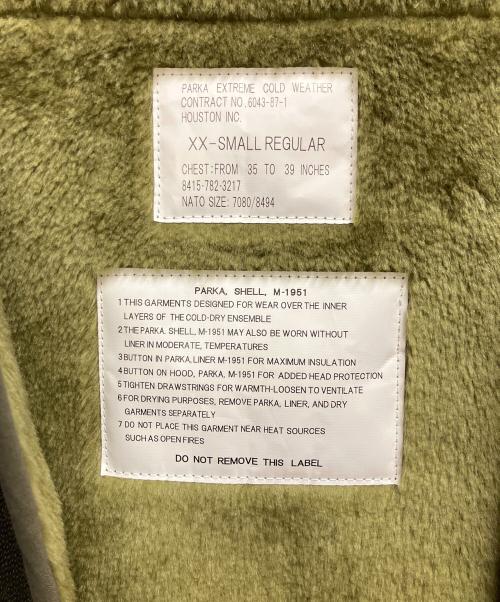 PARKA EXTREME COLD WEATHER
CONTRACT NO.6043-87-1
HOUSTON INC.
XX-SMALL REGULAR
CHEST:FROM 35 TO 39 INCHES
8415-782-3217
NATO SIZE: 7080/8494
PARKA, SHELL, M-1951
1 THIS GARMENTS DESIGNED FOR WEAR OVER THE INNER
LAYERS OF THE COLD-DRY ENSEMBLE
2 THE PARKA. SHELL, M-1951 MAY ALSO BE WORN WITHOUT
LINER IN MODERATE, TEMPERATURES
3 BUTTON IN PARKA, LINER M-1951 FOR MAXIMUM INSULATION
4 BUTTON ON HOOD, PARKA, M-1951 FOR ADDED HEAD PROTECTION
5 TIGHTEN DRAWSTRINGS FOR WARMTH-LOOSEN TO VENTILATE
6 FOR DRYING PURPOSES, REMOVE PARKA, LINER, AND DRY
GARMENTS SEPARATELY
7 DO NOT PLACE THIS GARMENT NEAR HEAT SOURCES
SUCH AS OPEN FIRES
DO NOT REMOVE THIS LABEL